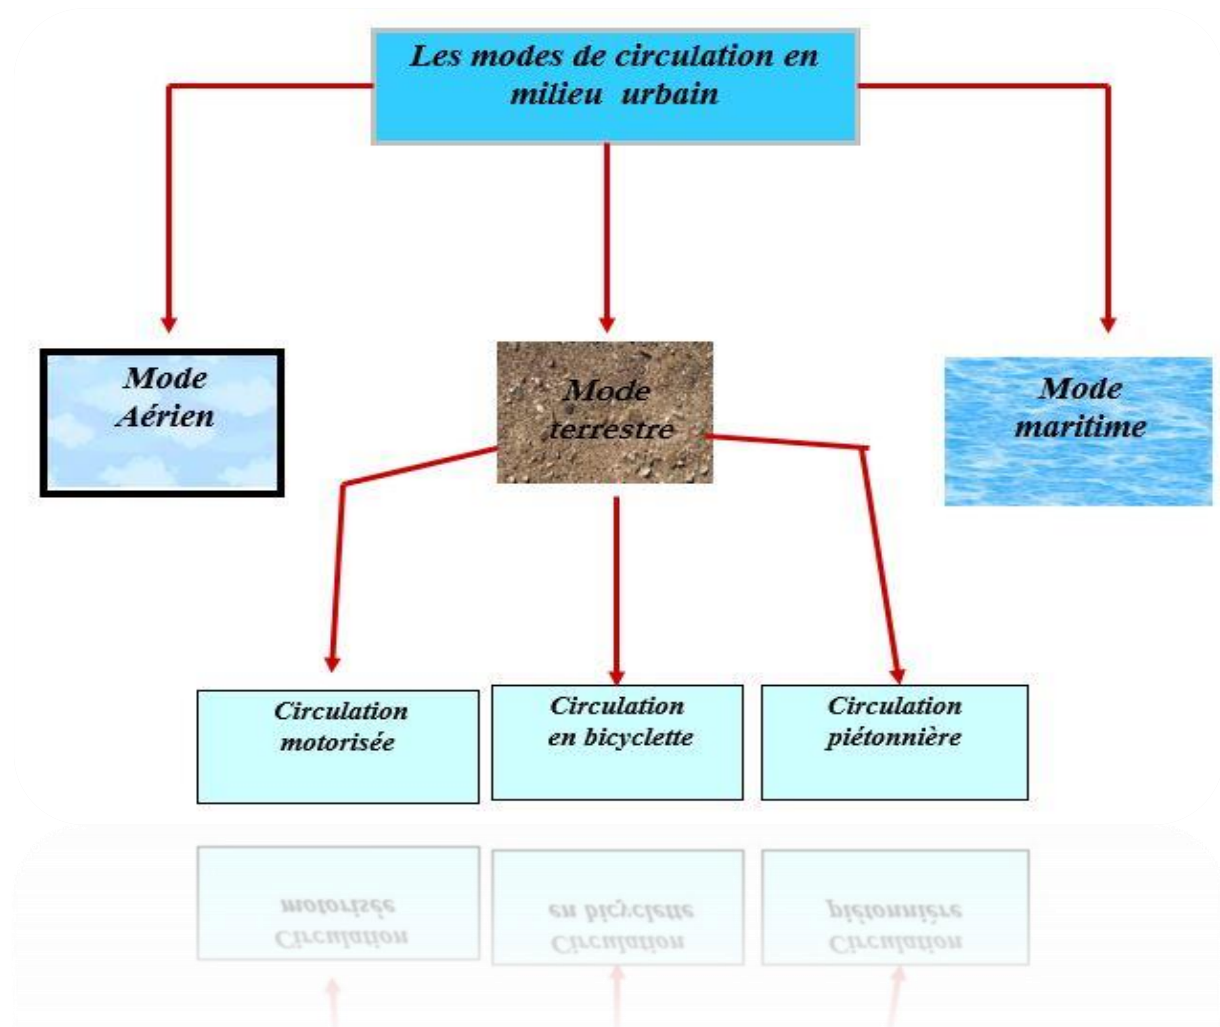 Les modes de circulation en
milieu urbain
Mode
Aérien
Mode
terrestre
Mode
maritime
Circulation
motorisée
Circulation
en bicyclette
Circulation
piétonnière